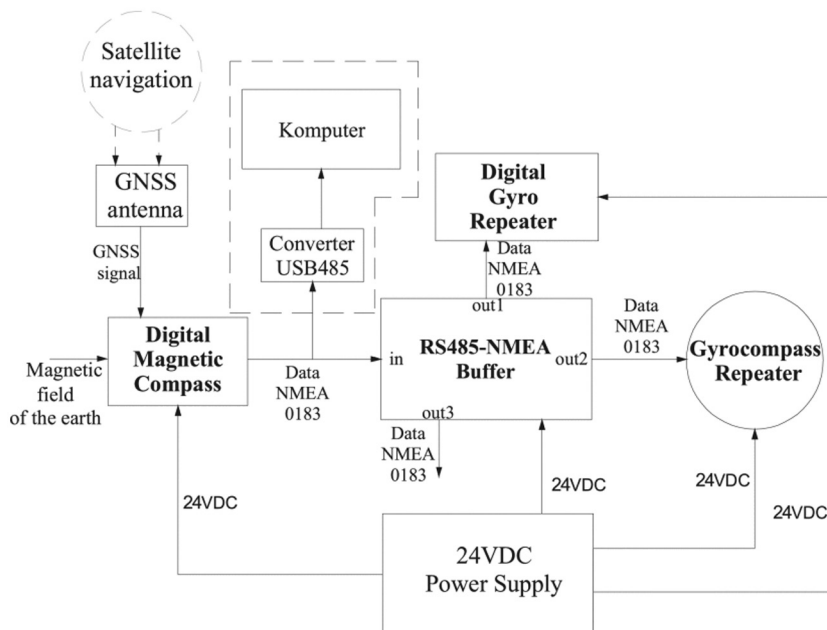 Satellite
navigation
GNSS
antenna
GNSS
signal
Komputer
Converter
USB485
Digital
Gyro
Repeater
Data
NMEA
0183
out1
Digital
Magnetic
Compass
Magnetic
field
of the earth
Data
NMEA
0183
in
RS485-NMEA
Buffer
out2
out3
Data
NMEA
0183
Gyrocompass
Repeater
Data
NMEA
0183
24VDC
24VDC
24VDC
24VDC
24VDC
Power Supply